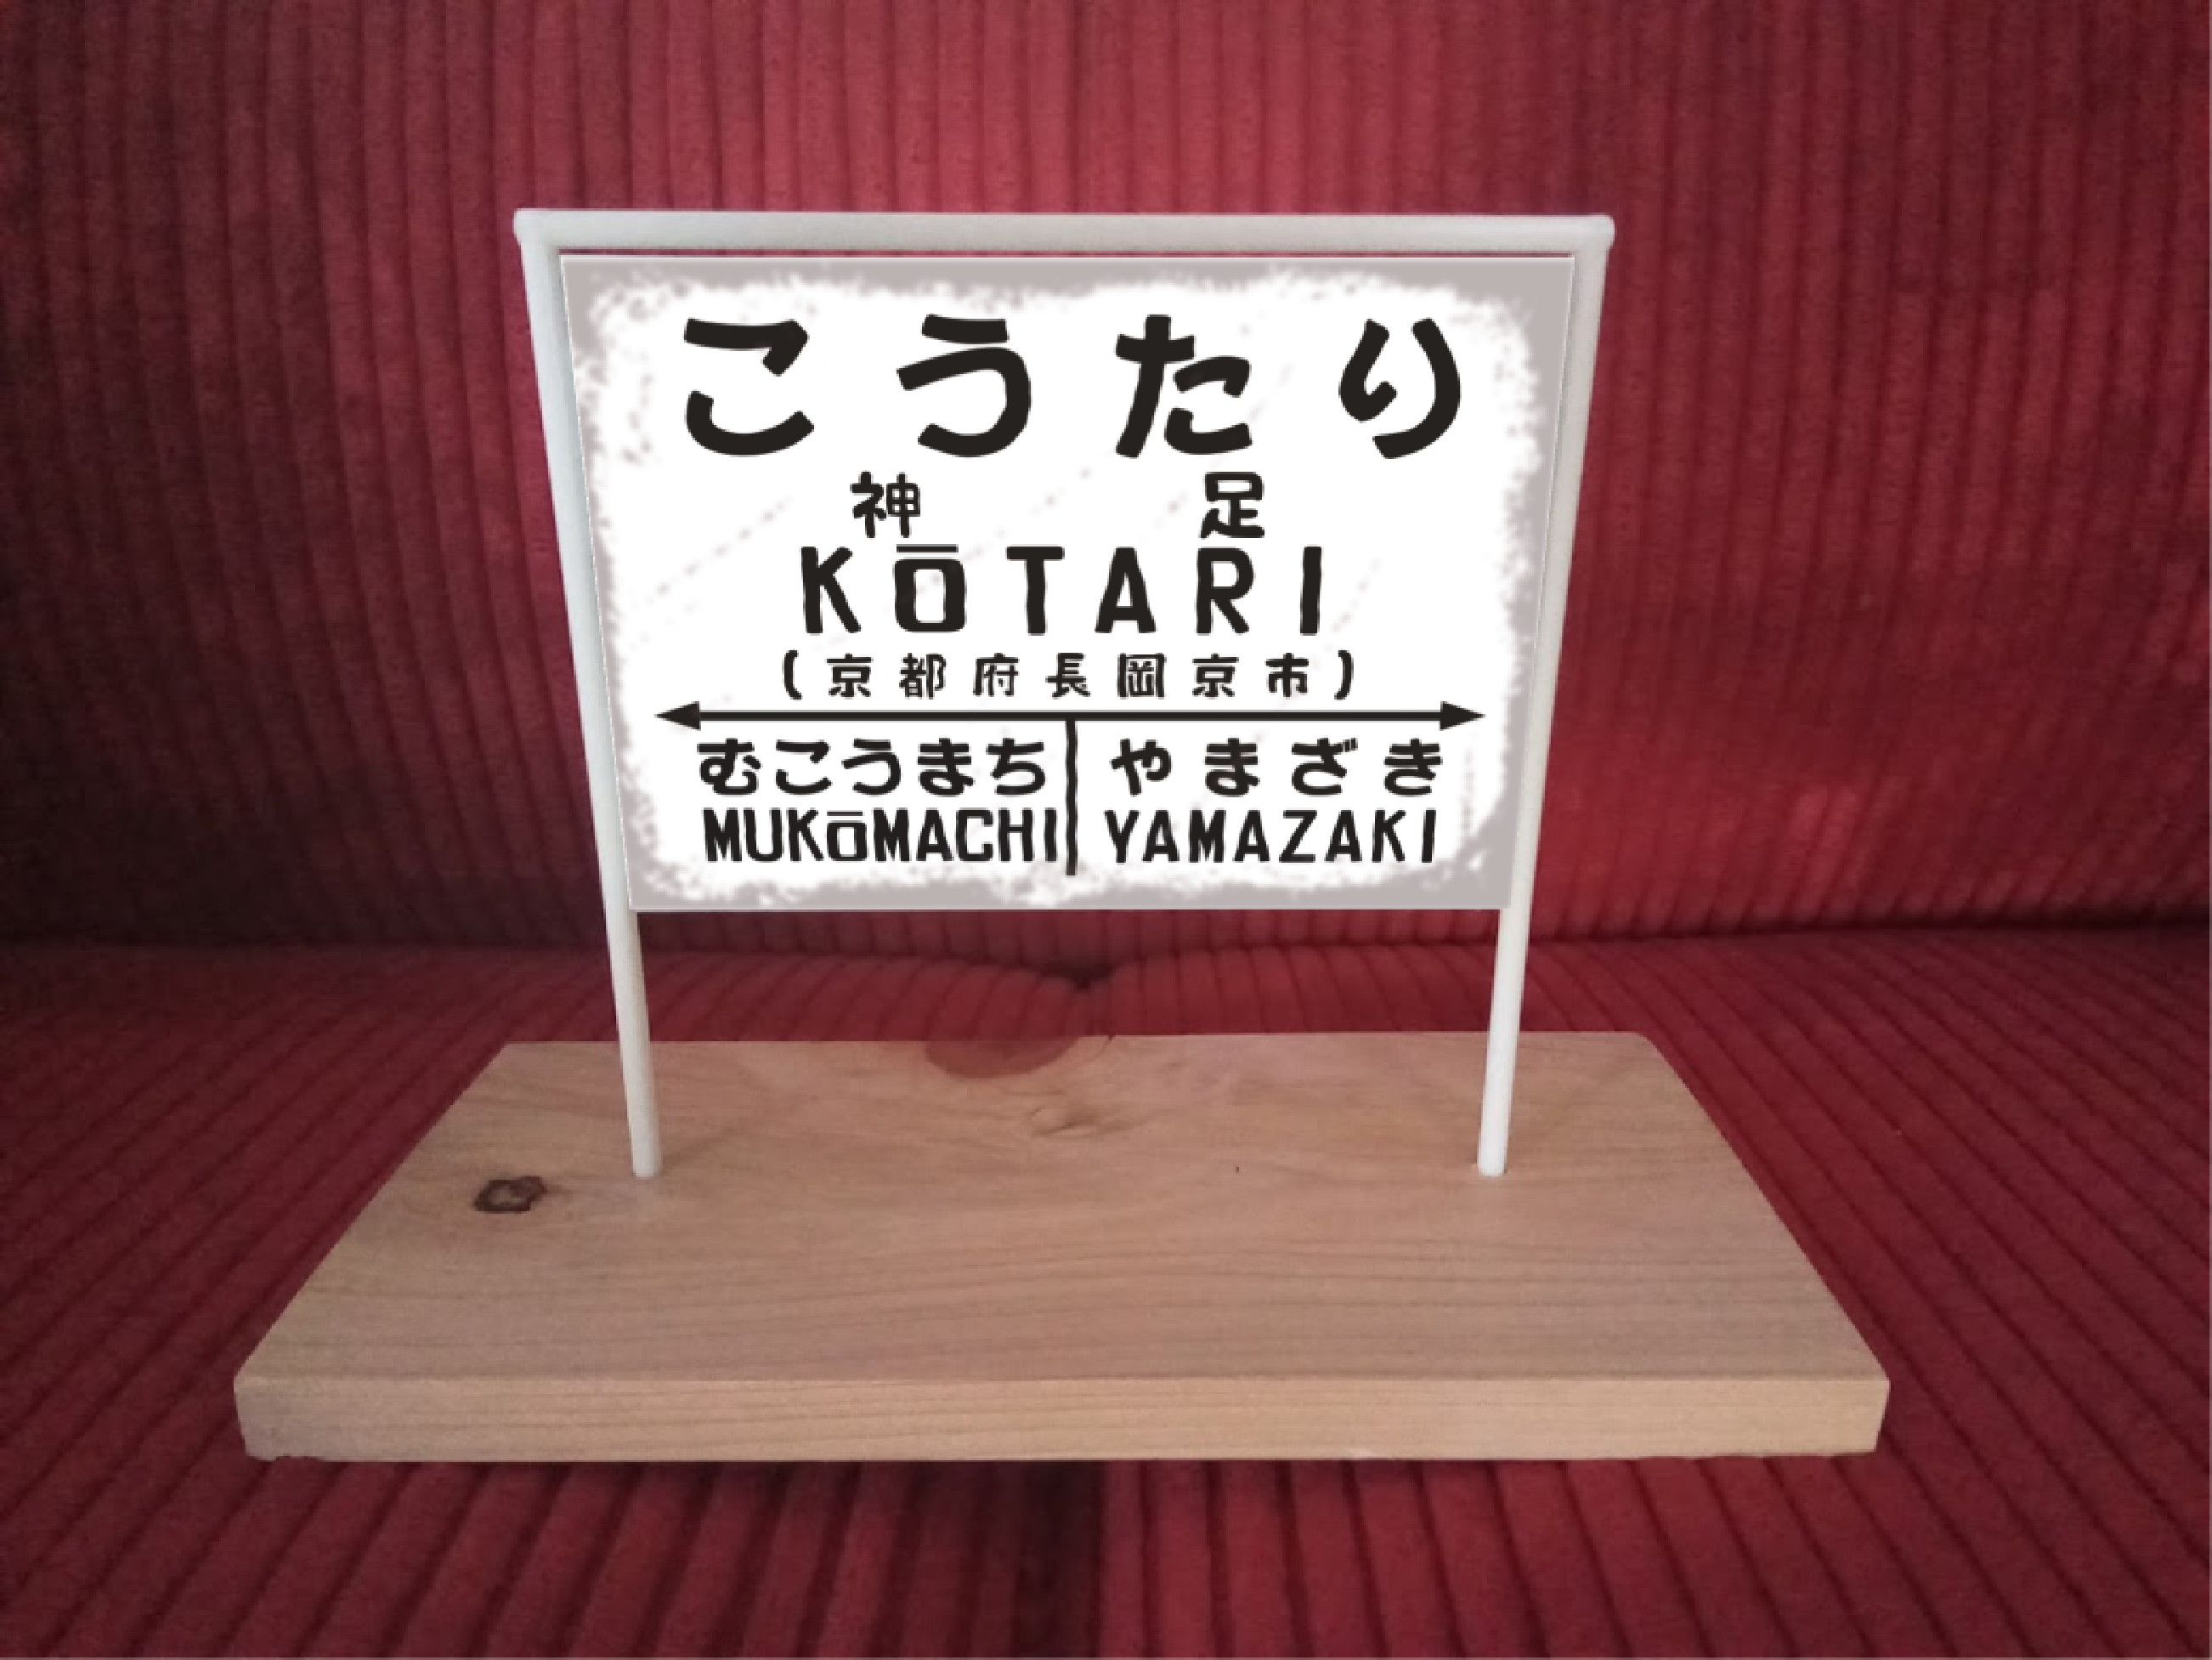 こうたり
神足
KŌTARI
(京都府長岡京市)
むこうまち やまざき
MUKŌMACHI YAMAZAKI